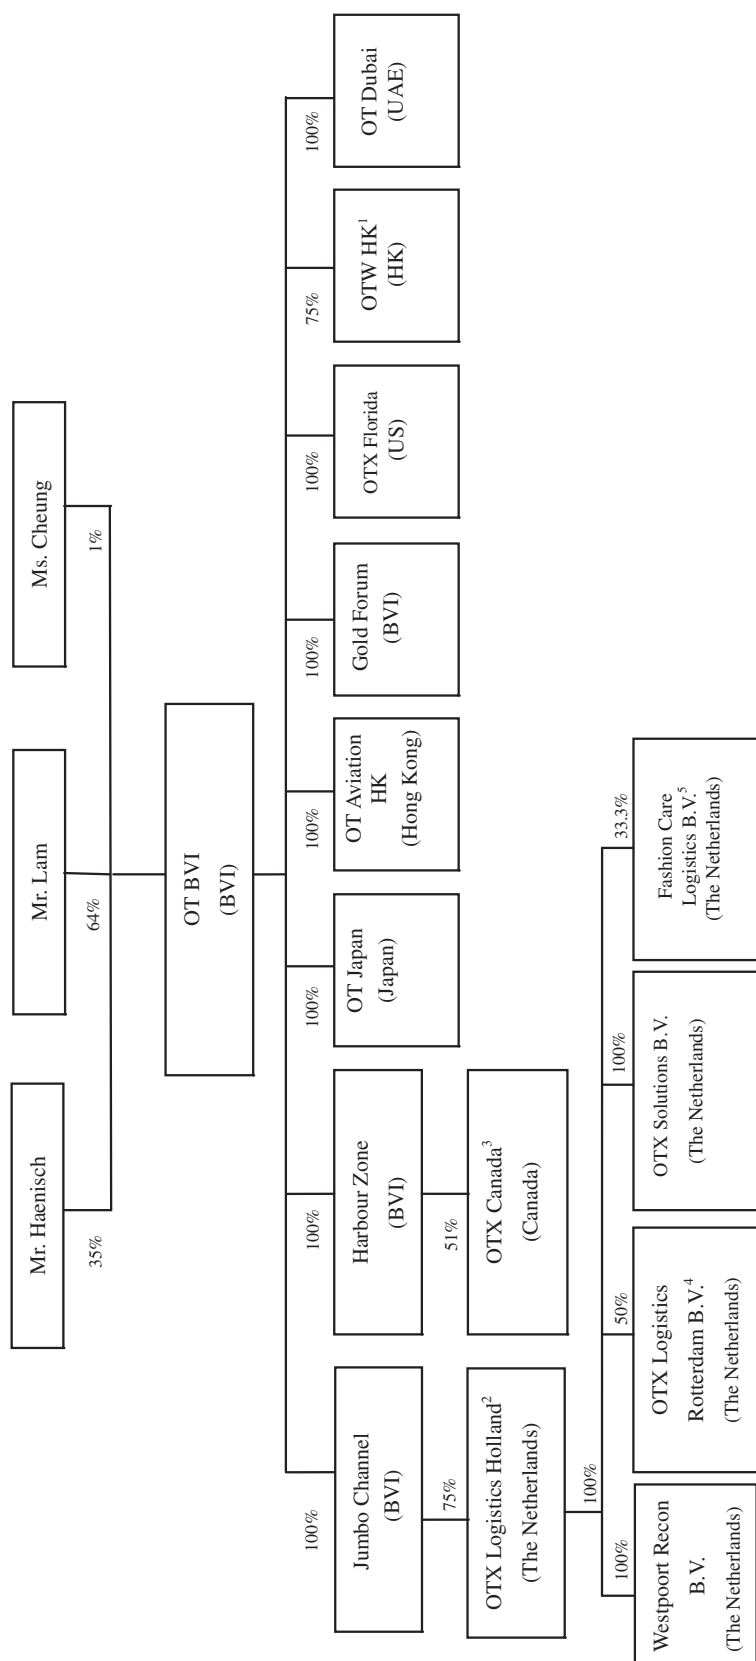 Mr. Haenisch
Mr. Lam
Ms. Cheung
35%
64%
1%
OT BVI
(BVI)
100%
100%
100%
100%
100%
100%
75%
100%
Jumbo Channel
(BVI)
Harbour Zone
(BVI)
OT Japan
(Japan)
OT Aviation
HK
(Hong Kong)
Gold Forum
(BVI)
OTX Florida
(US)
OTW HK¹
(HK)
OT Dubai
(UAE)
75%
51%
OTX Logistics Holland²
(The Netherlands)
OTX Canada³
(Canada)
100%
100%
50%
100%
33.3%
Westpoort Recon
B.V.
(The Netherlands)
OTX Logistics
Rotterdam B.V.⁴
(The Netherlands)
OTX Solutions B.V.
(The Netherlands)
Fashion Care
Logistics B.V.⁵
(The Netherlands)